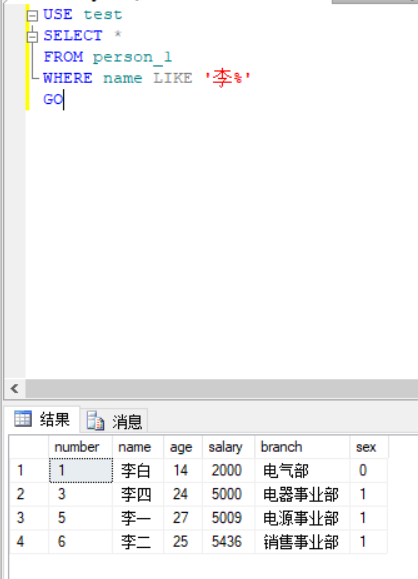 USE test
SELECT *
FROM person_1
WHERE name LIKE '李%'
GO
结果 消息
number name age salary branch sex
1 1 李白 14 2000 电气部 0
2 3 李四 24 5000 电器事业部 1
3 5 李一 27 5009 电源事业部 1
4 6 李二 25 5436 销售事业部 1